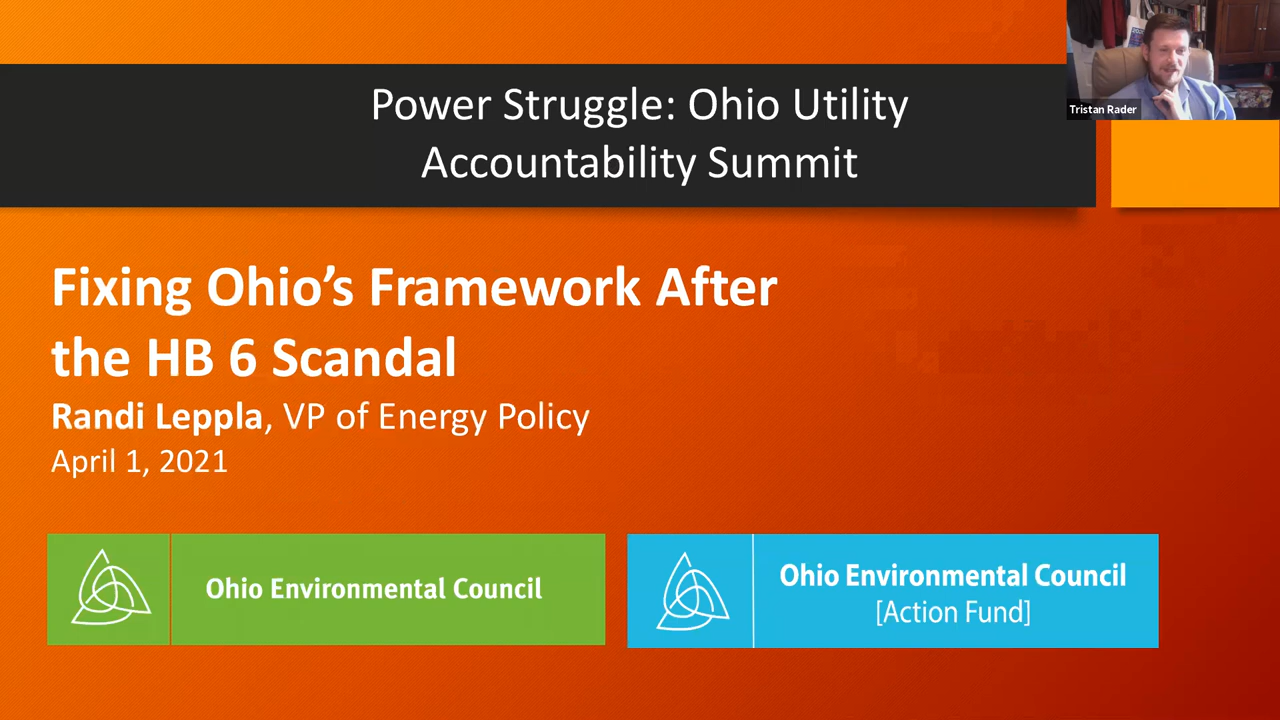 Power Struggle: Ohio Utility
Accountability Summit
Tristan Rader
Fixing Ohio’s Framework After
the HB 6 Scandal
Randi Leppla, VP of Energy Policy
April 1, 2021
Ohio Environmental Council
Ohio Environmental Council
[Action Fund]